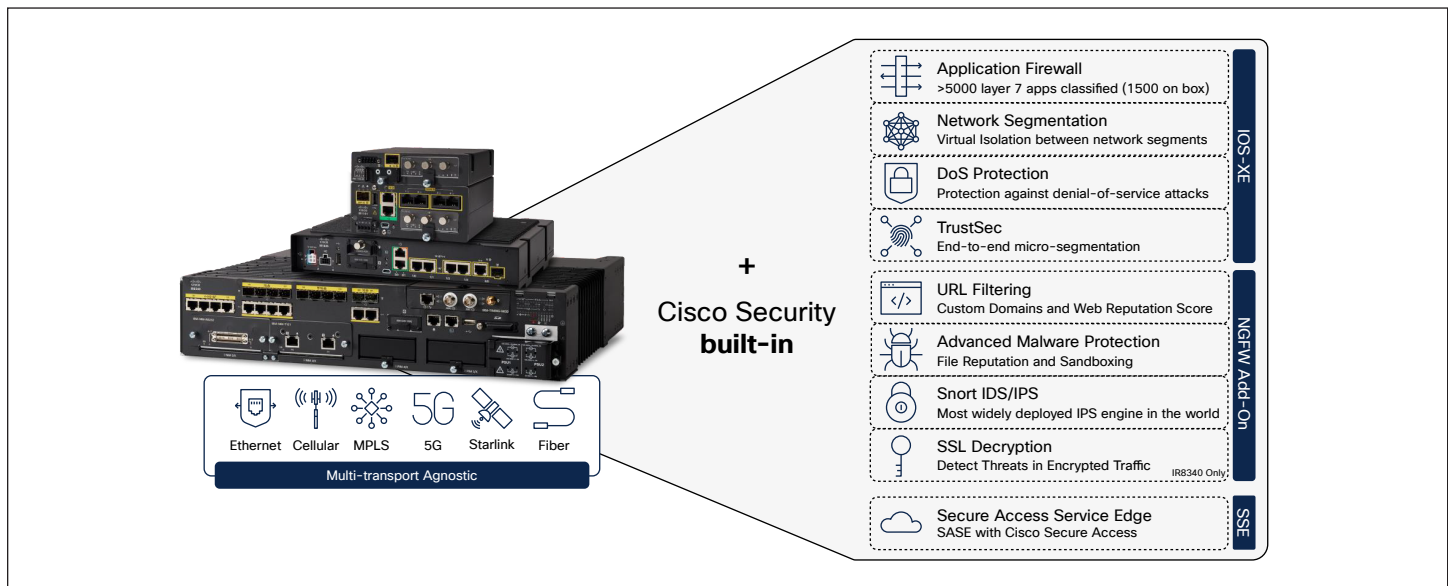 Application Firewall
>5000 layer 7 apps classified (1500 on box)
Network Segmentation
Virtual Isolation between network segments
DoS Protection
Protection against denial-of-service attacks
TrustSec
End-to-end micro-segmentation
IOS-XE
URL Filtering
Custom Domains and Web Reputation Score
Advanced Malware Protection
File Reputation and Sandboxing
Snort IDS/IPS
Most widely deployed IPS engine in the world
SSL Decryption
Detect Threats in Encrypted Traffic
IR8340 Only
NGFW Add-On
Secure Access Service Edge
SASE with Cisco Secure Access
SSE
+
Cisco Security
built-in
5G
Ethernet
Cellular
MPLS
5G
Starlink
Fiber
Multi-transport Agnostic